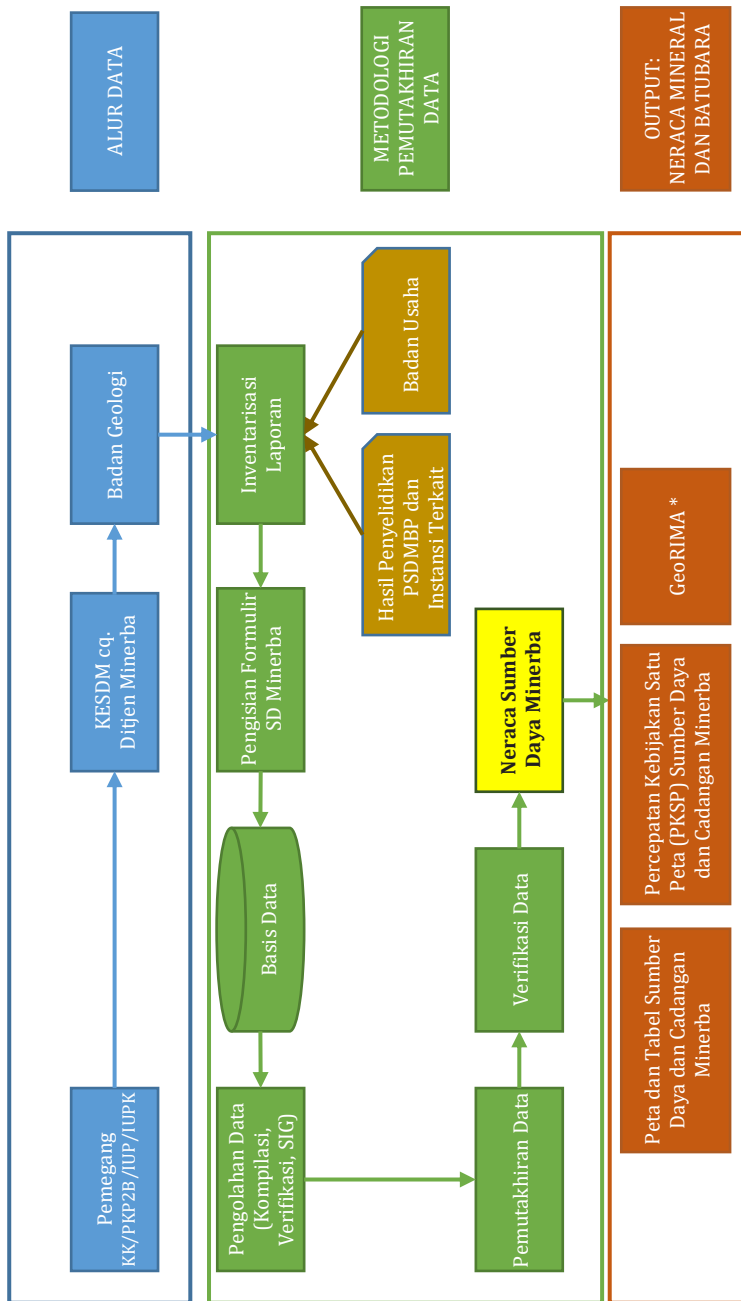 ALUR DATA
Pemegang
KK/PKP2B/IUP/IUPK
KESDM cq.
Ditjen Minerba
Badan Geologi
METODOLOGI
PEMUTAKHIRAN
DATA
Inventarisasi
Laporan
Badan Usaha
Hasil Penyelidikan
PSDMBP dan
Instansi Terkait
Pengisian Formulir
SD Minerba
Basis Data
Pengolahan Data
(Kompilasi,
Verifikasi, SIG)
Pemutakhiran Data
Verifikasi Data
Neraca Sumber
Daya Minerba
OUTPUT:
NERACA MINERAL
DAN BATUBARA
Peta dan Tabel Sumber
Daya dan Cadangan
Minerba
Percepatan Kebijakan Satu
Peta (PKSP) Sumber Daya
dan Cadangan Minerba
GeoRIMA *